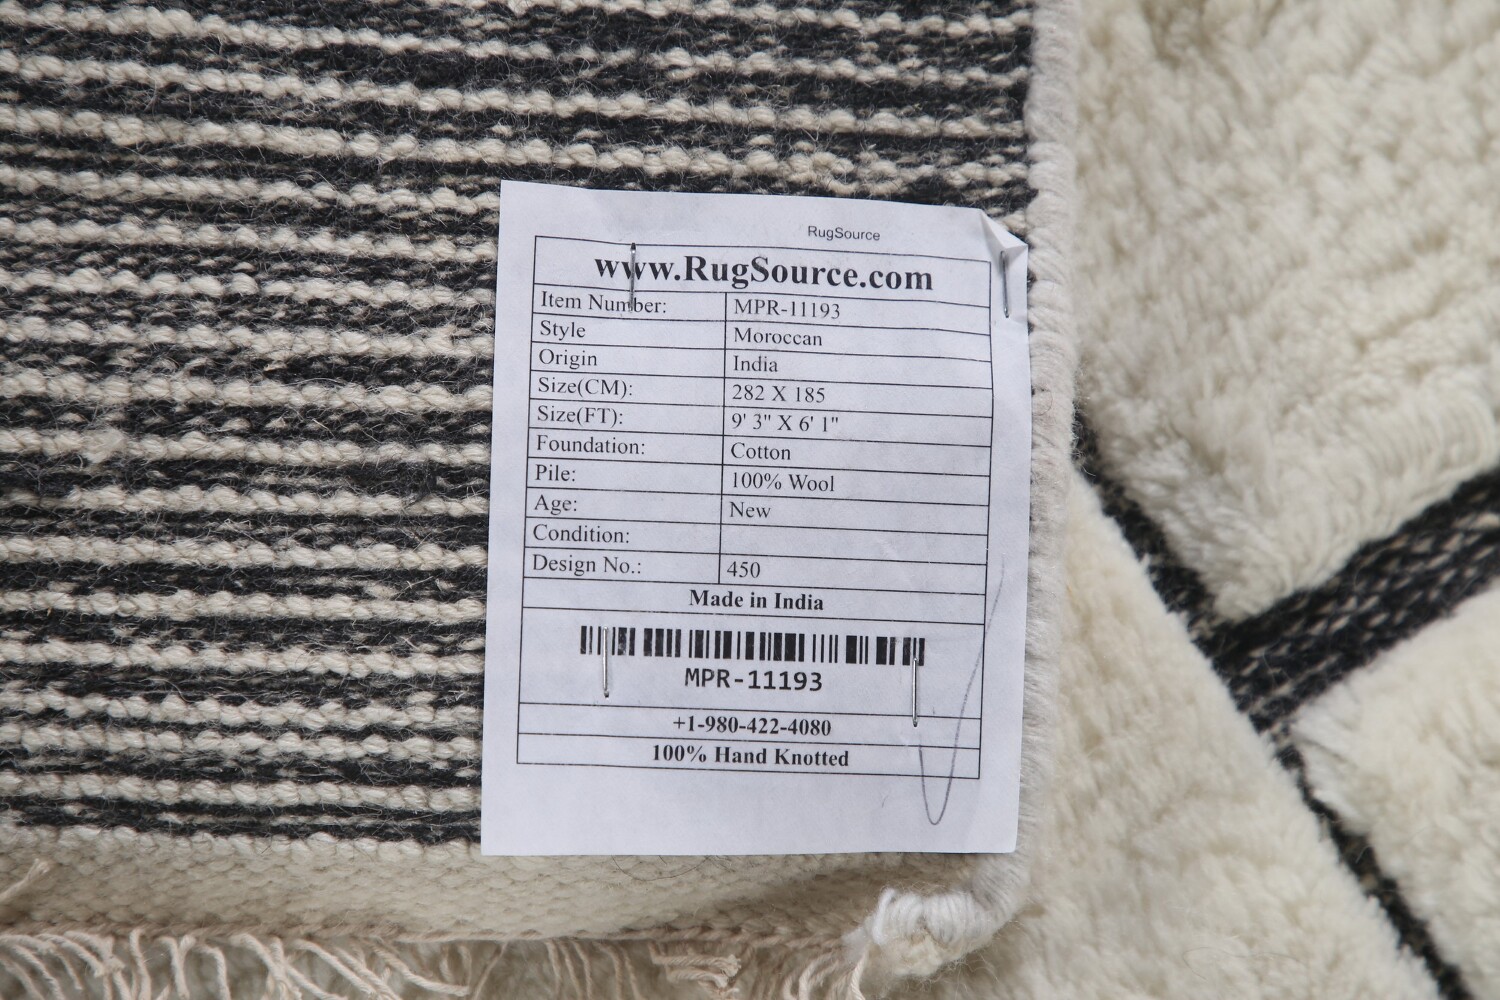 RugSource
www.RugSource.com
Item Number: MPR-11193
Style Moroccan
Origin India
Size(CM): 282 X 185
Size(FT): 9' 3" X 6' 1"
Foundation: Cotton
Pile: 100% Wool
Age: New
Condition:
Design No.: 450
Made in India
MPR-11193
+1-980-422-4080
100% Hand Knotted